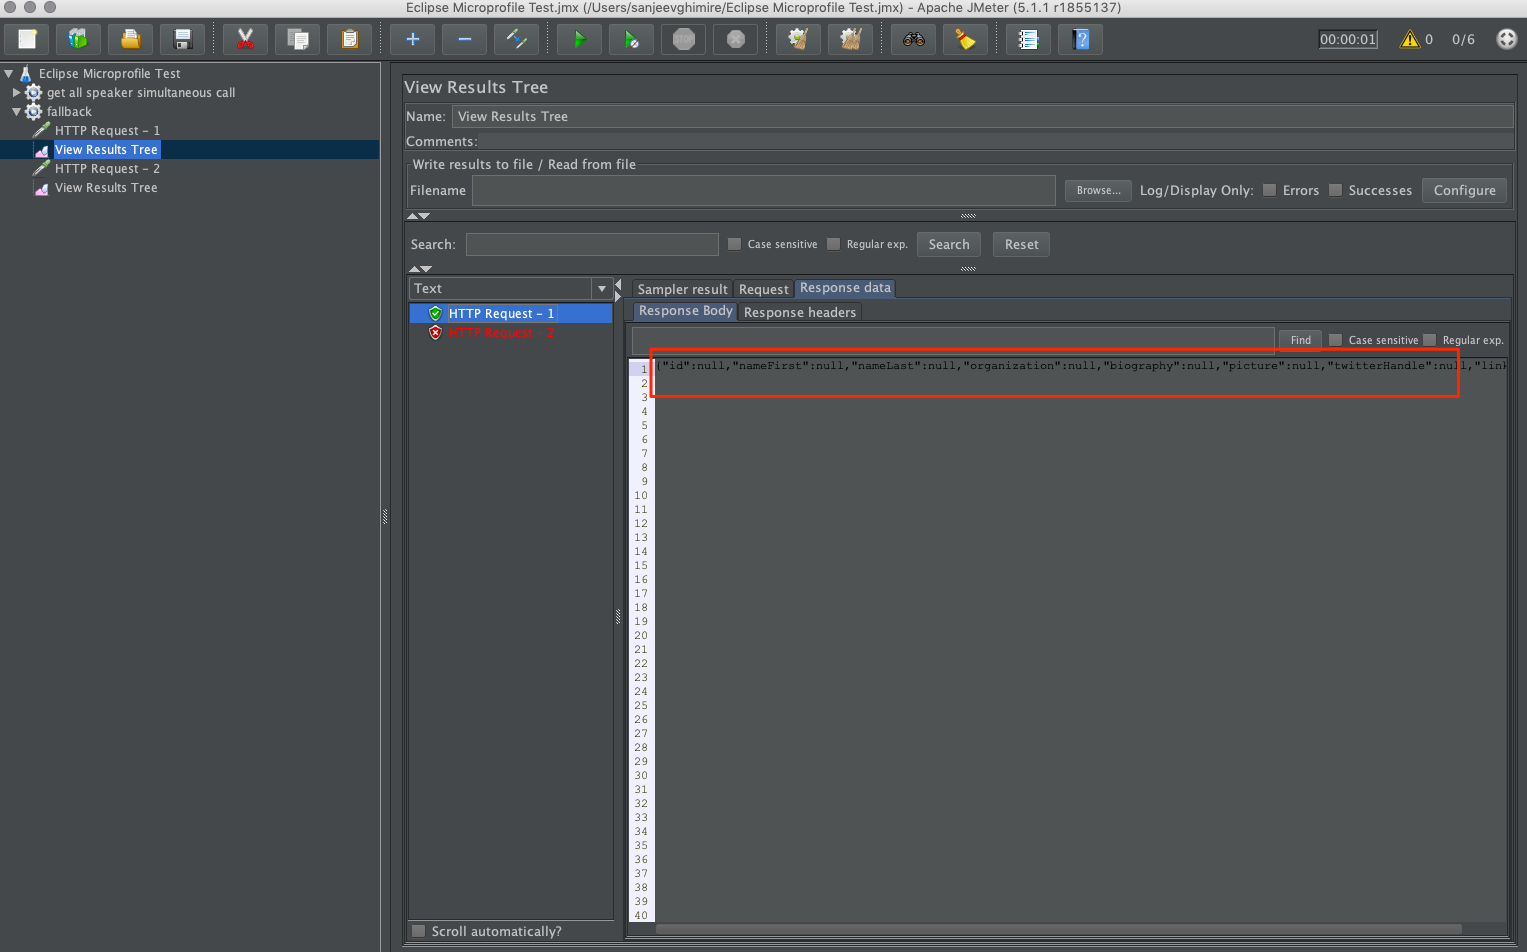 Eclipse Microprofile Test.jmx (/Users/sanjeevghimire/Eclipse Microprofile Test.jmx) - Apache JMeter (5.1.1 r1855137)
STOP
00:00:01 0 0/6
Eclipse Microprofile Test
get all speaker simultaneous call
fallback
HTTP Request - 1
View Results Tree
HTTP Request - 2
View Results Tree
View Results Tree
Name: View Results Tree
Comments:
Write results to file / Read from file
Filename Browse... Log/Display Only: Errors Successes Configure
Search: Case sensitive Regular exp. Search Reset
Text
HTTP Request - 1
HTTP Request - 2
Scroll automatically?
Sampler result Request Response data
Response Body Response headers
Find Case sensitive Regular exp.
1 {"id":null,"nameFirst":null,"nameLast":null,"organization":null,"biography":null,"picture":null,"twitterHandle":null,"lin
2
3
4
5
6
7
8
9
10
11
12
13
14
15
16
17
18
19
20
21
22
23
24
25
26
27
28
29
30
31
32
33
34
35
36
37
38
39
40